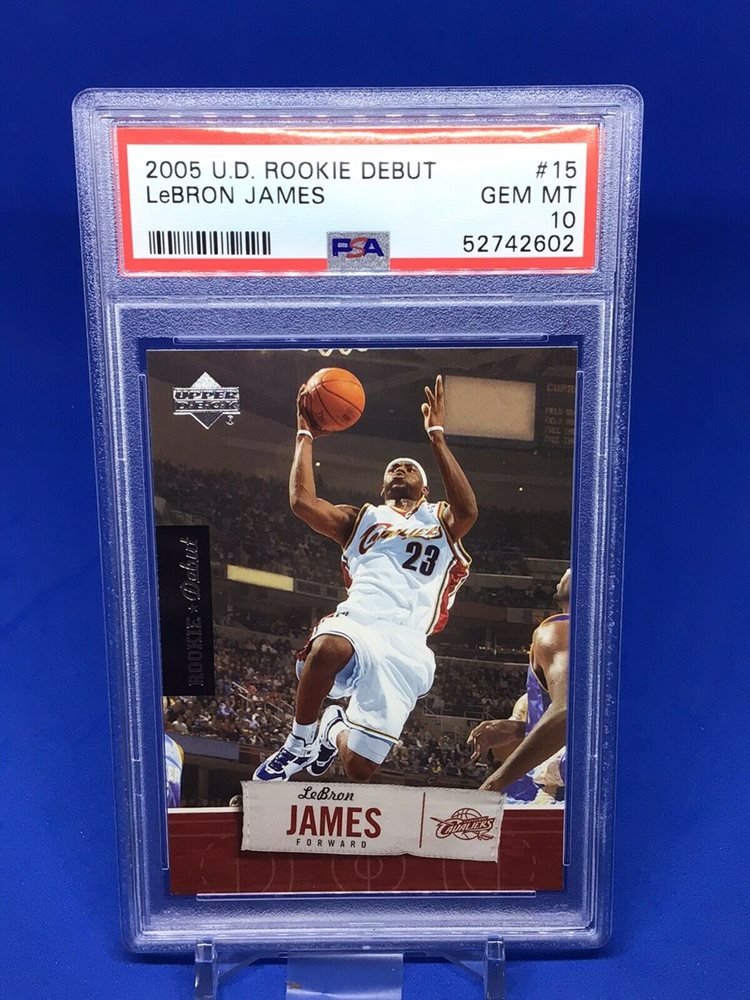 2005 U.D. ROOKIE DEBUT #15
LeBRON JAMES GEM MT
10
PSA 52742602
UPPER
DECK
®
CAVALIERS
23
ROOKIE ★ Debut
LeBron
JAMES
FORWARD
CAVALIERS